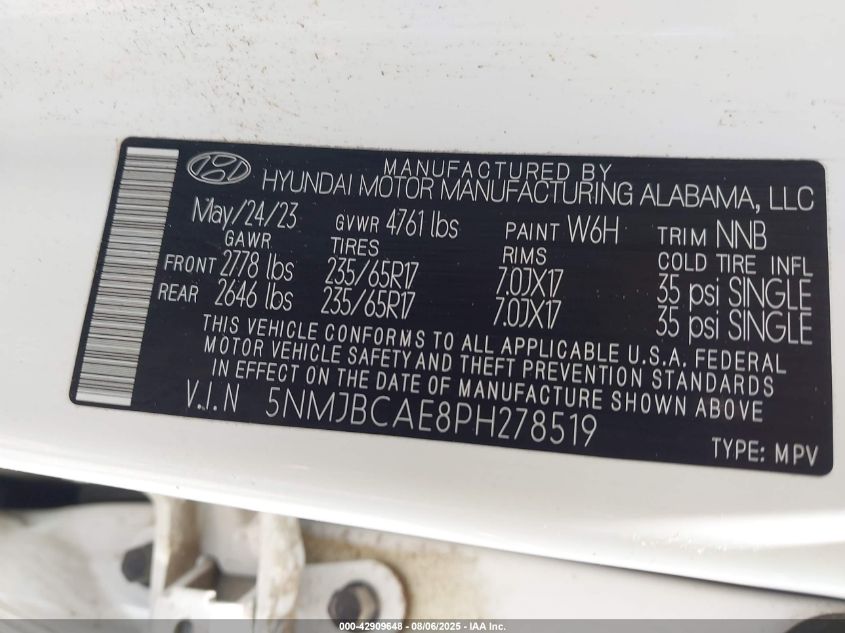 MANUFACTURED BY
HYUNDAI MOTOR MANUFACTURING ALABAMA, LLC
May/24/23 GVWR 4761 lbs PAINT W6H TRIM NNB
GAWR TIRES RIMS COLD TIRE INFL
FRONT 2778 lbs 235/65R17 7.0JX17 35 psi SINGLE
REAR 2646 lbs 235/65R17 7.0JX17 35 psi SINGLE
THIS VEHICLE CONFORMS TO ALL APPLICABLE U.S.A. FEDERAL
MOTOR VEHICLE SAFETY AND THEFT PREVENTION STANDARDS
IN EFFECT ON THE DATE OF MANUFACTURE SHOWN ABOVE
V.I.N 5NMJBCAE8PH278519
TYPE: MPV
000-42909648 - 08/06/2025 - IAA Inc.